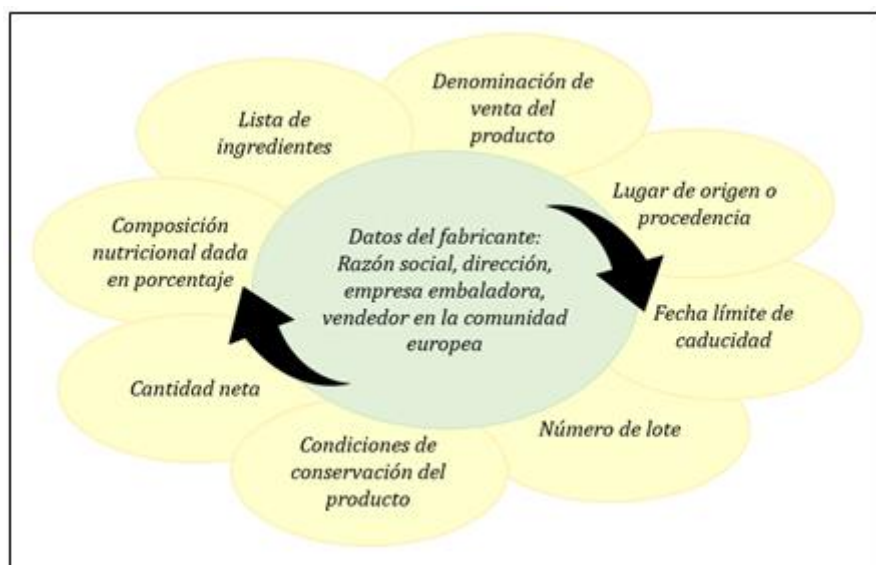 Denominación de
venta del
producto
Lista de
ingredientes
Lugar de origen o
procedencia
Composición
nutricional dada
en porcentaje
Datos del fabricante:
Razón social, dirección,
empresa embaladora,
vendedor en la comunidad
europea
Fecha límite de
caducidad
Cantidad neta
Número de lote
Condiciones de
conservación del
producto